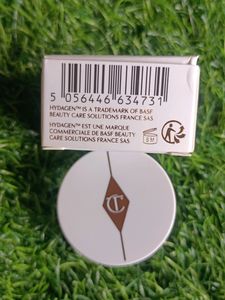 5 056446 634731
HYDAGEN™ IS A TRADEMARK OF BASF
BEAUTY CARE SOLUTIONS FRANCE SAS
HYDAGEN™ EST UNE MARQUE
COMMERCIALE DE BASF BEAUTY
CARE SOLUTIONS FRANCE SAS
CT